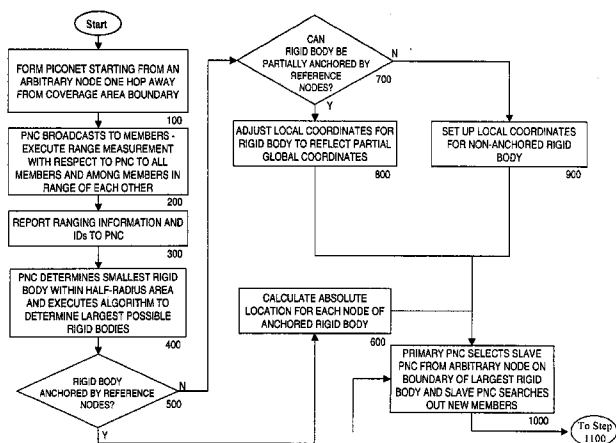 Start
FORM PICONET STARTING FROM AN
ARBITRARY NODE ONE HOP AWAY
FROM COVERAGE AREA BOUNDARY
100
PNC BROADCASTS TO MEMBERS -
EXECUTE RANGE MEASUREMENT
WITH RESPECT TO PNC TO ALL
MEMBERS AND AMONG MEMBERS IN
RANGE OF EACH OTHER
200
REPORT RANGING INFORMATION AND
IDs TO PNC
300
PNC DETERMINES SMALLEST RIGID
BODY WITHIN HALF-RADIUS AREA
AND EXECUTES ALGORITHM TO
DETERMINE LARGEST POSSIBLE
RIGID BODIES
400
RIGID BODY
ANCHORED BY REFERENCE
NODES?
500
N
Y
CAN
RIGID BODY BE
PARTIALLY ANCHORED BY
REFERENCE
NODES?
700
N
Y
ADJUST LOCAL COORDINATES FOR
RIGID BODY TO REFLECT PARTIAL
GLOBAL COORDINATES
800
SET UP LOCAL COORDINATES
FOR NON-ANCHORED RIGID
BODY
900
CALCULATE ABSOLUTE
LOCATION FOR EACH NODE OF
ANCHORED RIGID BODY
600
PRIMARY PNC SELECTS SLAVE
PNC FROM ARBITRARY NODE ON
BOUNDARY OF LARGEST RIGID
BODY AND SLAVE PNC SEARCHES
OUT NEW MEMBERS
1000
To Step
1100